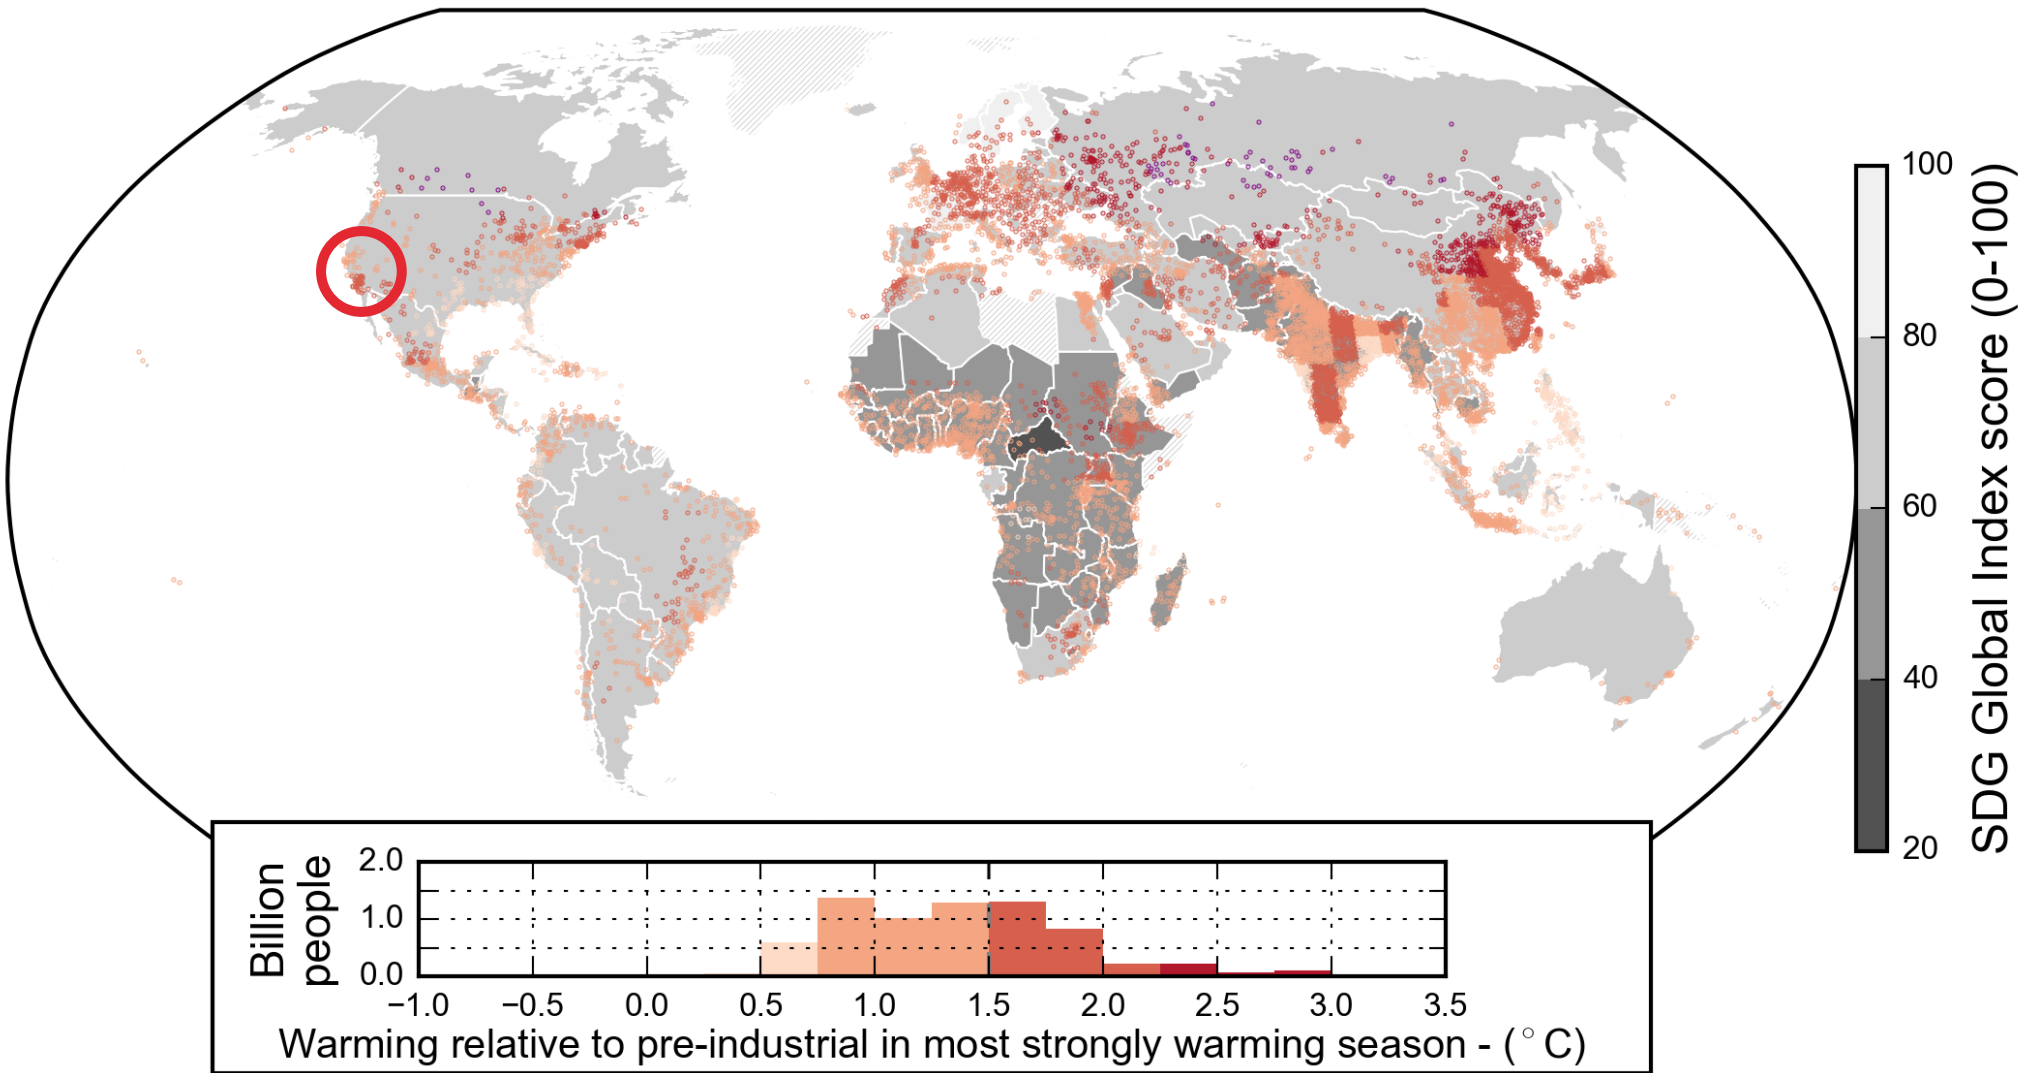 100
80
60
40
20
SDG Global Index score (0-100)
Billion
people
2.0
1.0
0.0
−1.0 −0.5 0.0 0.5 1.0 1.5 2.0 2.5 3.0 3.5
Warming relative to pre-industrial in most strongly warming season - (°C)